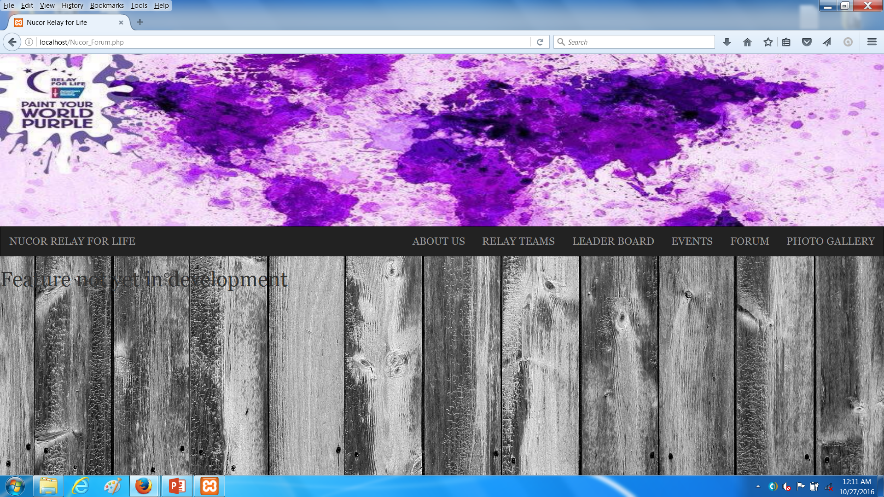 File Edit View History Bookmarks Tools Help
Nucor Relay for Life
localhost/Nucor_Forum.php
Search
RELAY
FOR LIFE
PAINT YOUR
WORLD
PURPLE
NUCOR RELAY FOR LIFE ABOUT US RELAY TEAMS LEADER BOARD EVENTS FORUM PHOTO GALLERY
Feature not yet in development
12:11 AM
10/27/2016